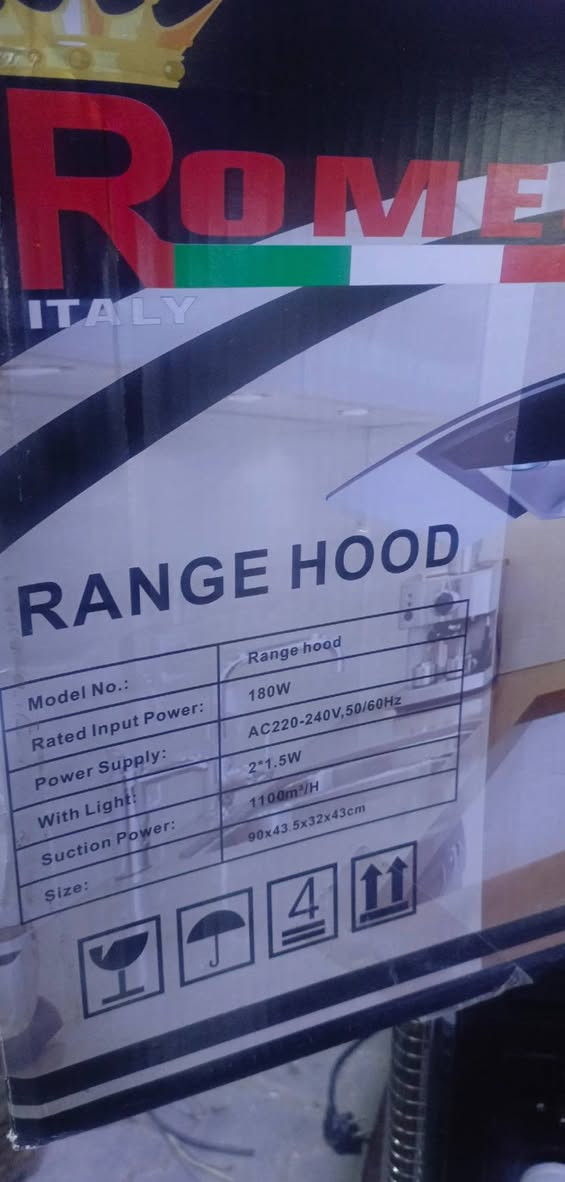 ROME
ITALY
RANGE HOOD
Model No.: Range hood
Rated Input Power: 180W
Power Supply: AC220-240V,50/60Hz
With Light: 2*1.5W
Suction Power: 1100m³/H
Size: 90x43.5x32x43cm
4